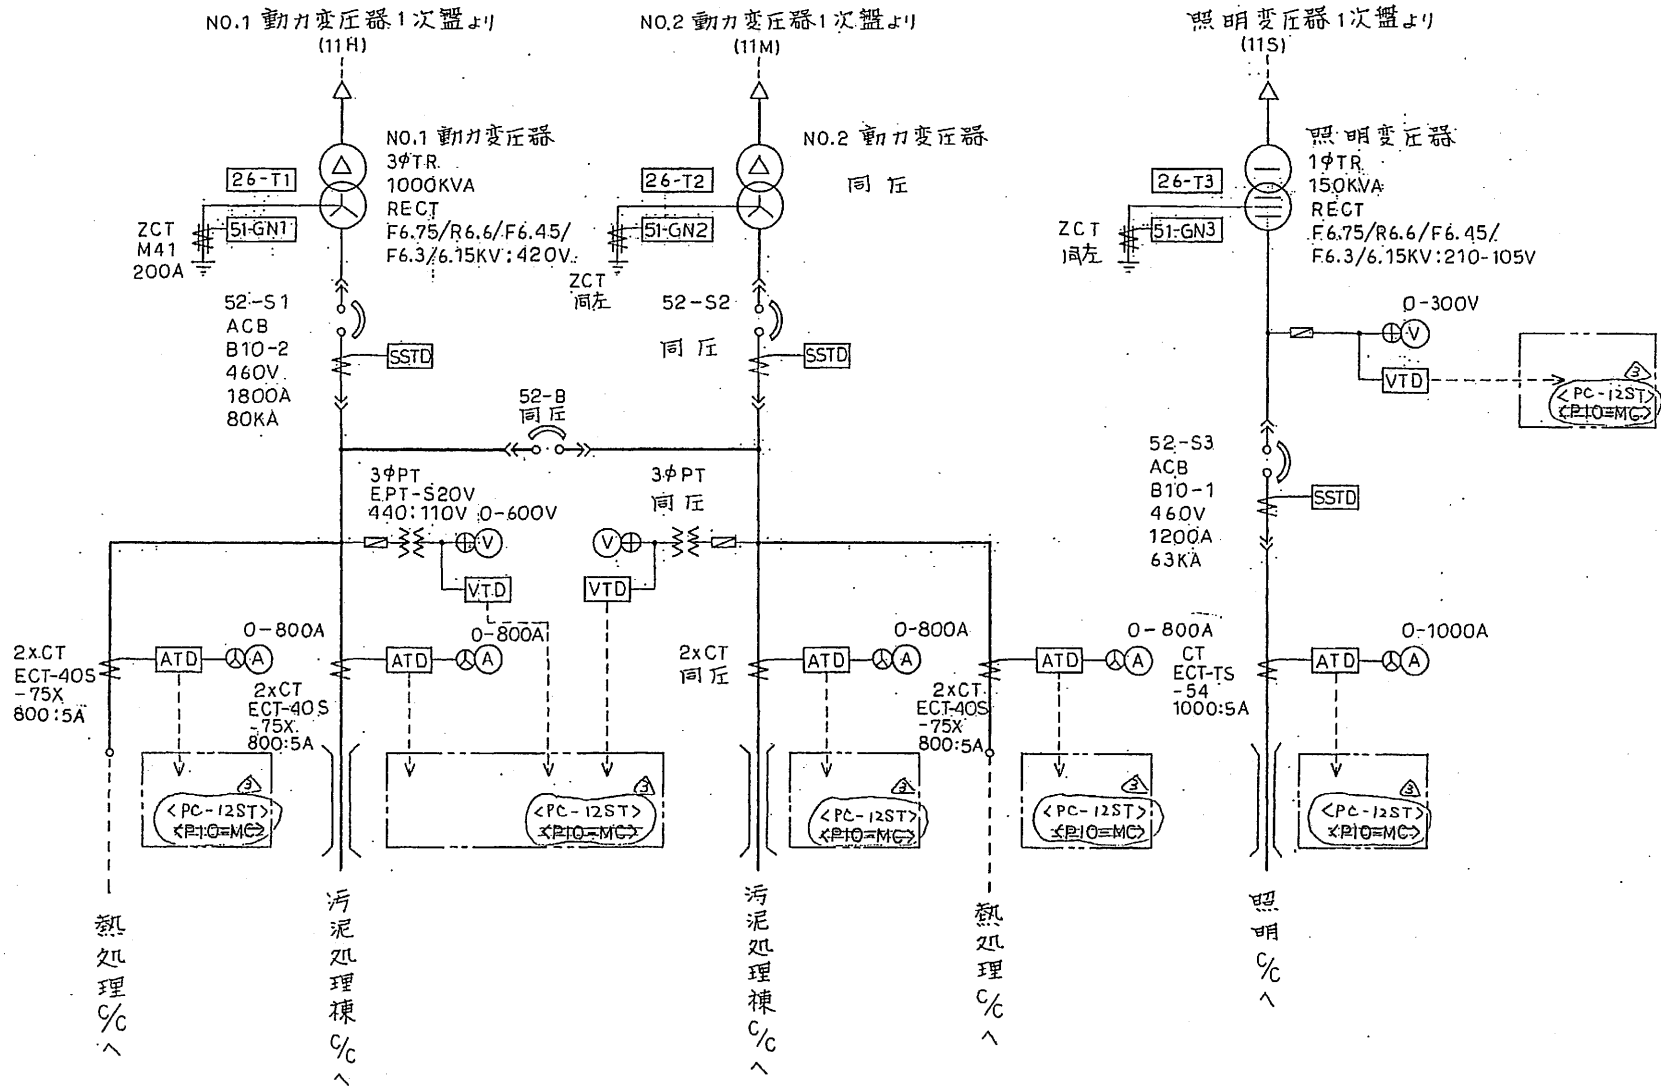 NO.1 動力変圧器1次盤より
(11H)
NO.2 動力変圧器1次盤より
(11M)
照明変圧器1次盤より
(11S)
NO.1 動力変圧器
3φTR
1000KVA
RECT
F6.75/R6.6/F6.45/
F6.3/6.15KV:420V
26-T1
51-GN1
ZCT
M41
200A
NO.2 動力変圧器
同左
26-T2
51-GN2
ZCT
同左
照明変圧器
1φTR
150KVA
RECT
F6.75/R6.6/F6.45/
F6.3/6.15KV:210-105V
26-T3
51-GN3
ZCT
同左
52-S1
ACB
B10-2
460V
1800A
80KA
SSTD
52-S2
同左
SSTD
52-B
同左
0-300V
V
VTD
3
<PC-12ST>
<PIO-MC>
52-S3
ACB
B10-1
460V
1200A
63KA
SSTD
3φPT
EPT-S20V
440:110V
0-600V
V
VTD
3φPT
同左
V
VTD
2xCT
ECT-40S
-75X
800:5A
ATD
0-800A
A
2xCT
ECT-40S
-75X
800:5A
ATD
0-800A
A
2xCT
同左
ATD
0-800A
A
2xCT
ECT-40S
-75X
800:5A
ATD
0-800A
A
CT
ECT-TS
-54
1000:5A
ATD
0-1000A
A
3
<PC-12ST>
<PIO-MC>
3
<PC-12ST>
<PIO-MC>
3
<PC-12ST>
<PIO-MC>
3
<PC-12ST>
<PIO-MC>
3
<PC-12ST>
<PIO-MC>
熱処理C/Cへ
汚泥処理棟C/Cへ
汚泥処理棟C/Cへ
熱処理C/Cへ
照明C/Cへ